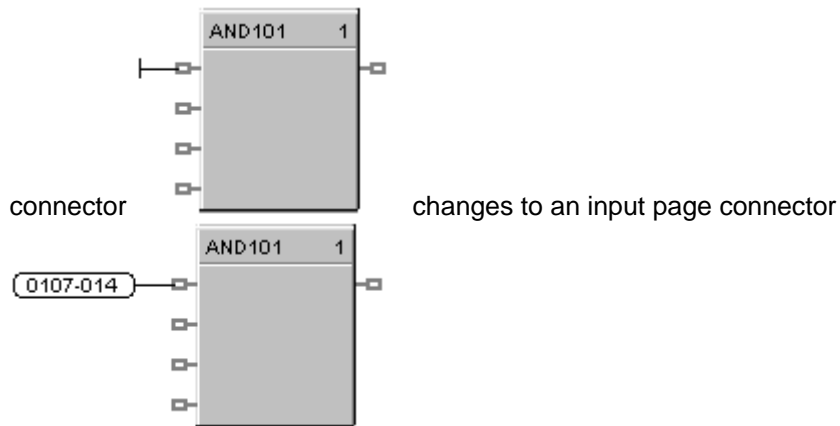 AND101 1
connector changes to an input page connector
AND101 1
0107-014